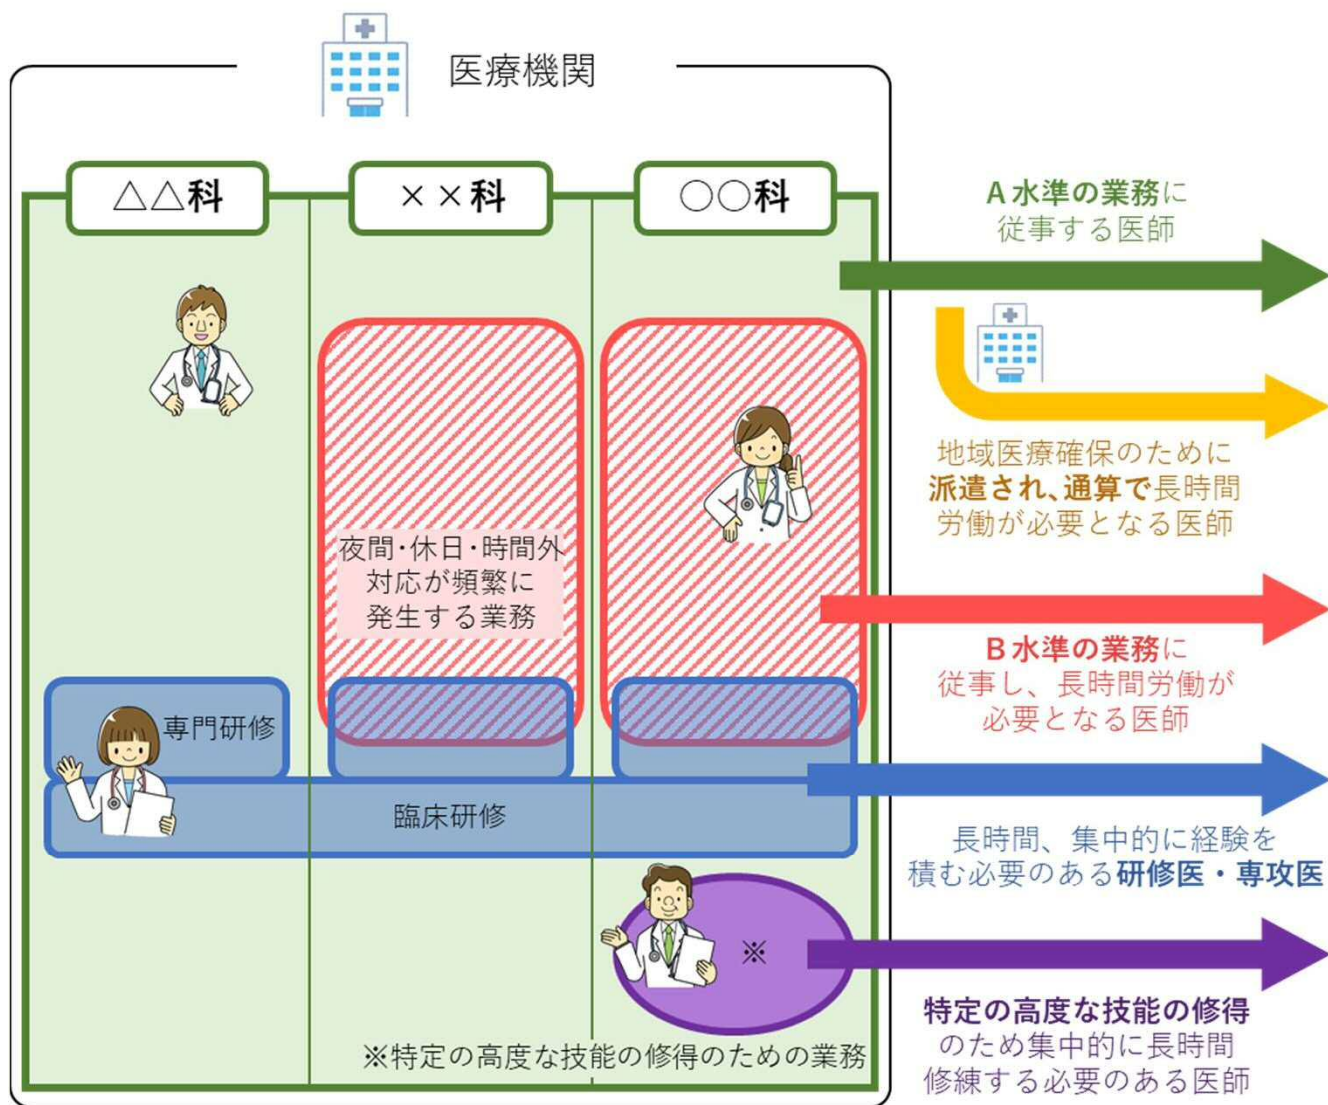 医療機関
△△科
××科
○○科
夜間・休日・時間外
対応が頻繁に
発生する業務
専門研修
臨床研修
※
※特定の高度な技能の修得のための業務
A水準の業務に
従事する医師
地域医療確保のために
派遣され、通算で長時間
労働が必要となる医師
B水準の業務に
従事し、長時間労働が
必要となる医師
長時間、集中的に経験を
積む必要のある研修医・専攻医
特定の高度な技能の修得
のため集中的に長時間
修練する必要のある医師